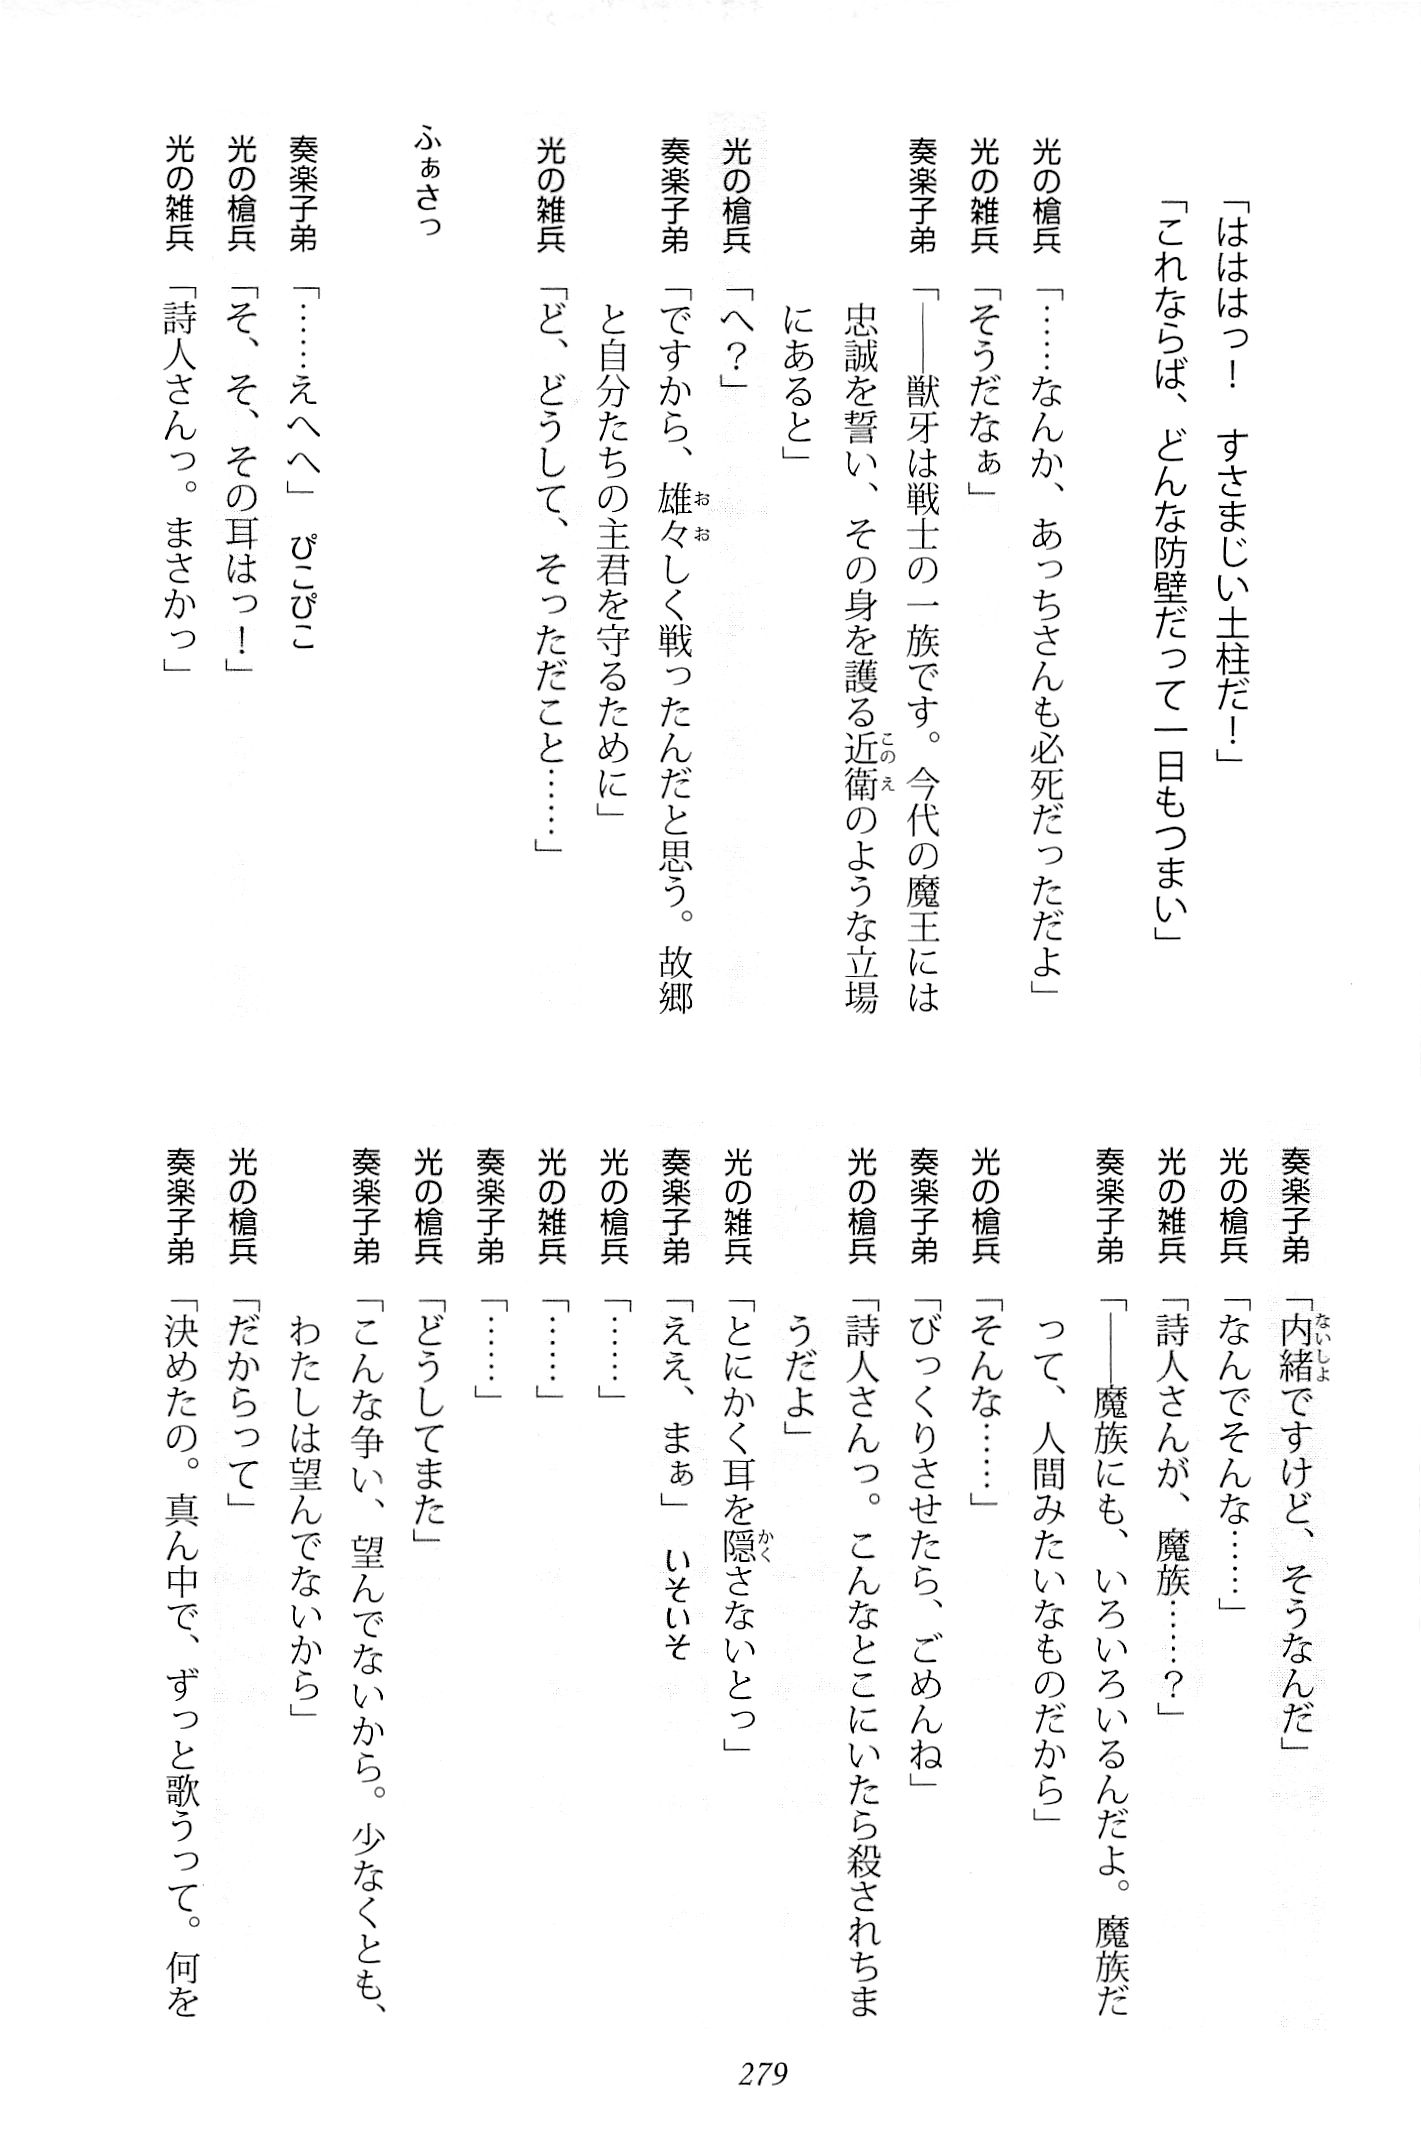 「ははっ！　すさまじい土柱だ！」
「これならば、どんな防壁だって一日もつまい」
光の槍兵「……なんか、あっちさんも必死だっただよ」
光の雑兵「そうだなぁ」
奏楽子弟「――獣牙は戦士の一族です。今代の魔王には
忠誠を誓い、その身を護る近衛のような立場
にあると」
光の槍兵「へ？」
奏楽子弟「ですから、雄々しく戦ったんだと思う。故郷
と自分たちの主君を守るために」
光の雑兵「ど、どうして、そっただこと……」
ふぁさっ
奏楽子弟「……えへへ」　ぴこぴこ
光の槍兵「そ、そ、その耳はっ！」
光の雑兵「詩人さんっ。まさかっ」
奏楽子弟「内緒ですけど、そうなんだ」
光の槍兵「なんでそんな……」
光の雑兵「詩人さんが、魔族……？」
奏楽子弟「――魔族にも、いろいろいるんだよ。魔族だ
って、人間みたいなものだから」
光の槍兵「そんな……」
奏楽子弟「びっくりさせたら、ごめんね」
光の槍兵「詩人さんっ。こんなとこにいたら殺されちま
うだよ」
光の雑兵「とにかく耳を隠さないとっ」
奏楽子弟「ええ、まぁ」　いそいそ
光の槍兵「……」
光の雑兵「……」
奏楽子弟「……」
光の槍兵「どうしてまた」
奏楽子弟「こんな争い、望んでないから。少なくとも、
わたしは望んでないから」
光の槍兵「だからって」
奏楽子弟「決めたの。真ん中で、ずっと歌うって。何を
279